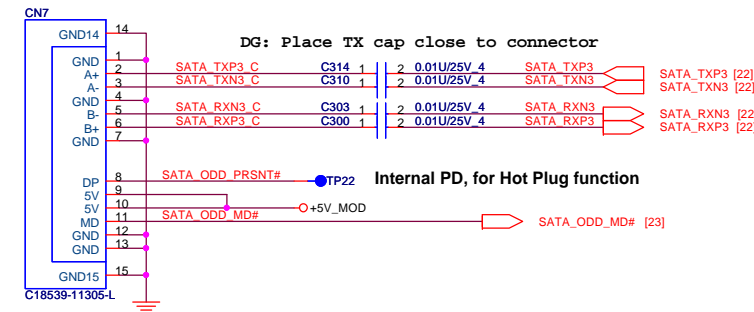 CN7
GND14 14
DG: Place TX cap close to connector
GND 1
A+ 2 SATA_TXP3_C C314 1 2 0.01U/25V_4 SATA_TXP3 SATA_TXP3 [22]
A- 3 SATA_TXN3_C C310 1 2 0.01U/25V_4 SATA_TXN3 SATA_TXN3 [22]
GND 4
B- 5 SATA_RXN3_C C303 1 2 0.01U/25V_4 SATA_RXN3 SATA_RXN3 [22
B+ 6 SATA_RXP3_C C300 1 2 0.01U/25V_4 SATA_RXP3 SATA_RXP3 [22]
GND 7
DP 8 SATA_ODD_PRSNT# TP22 Internal PD, for Hot Plug function
5V 9
5V 10 +5V_MOD
MD 11 SATA_ODD_MD# SATA_ODD_MD# [23]
GND 12
GND 13
GND15 15
C18539-11305-L